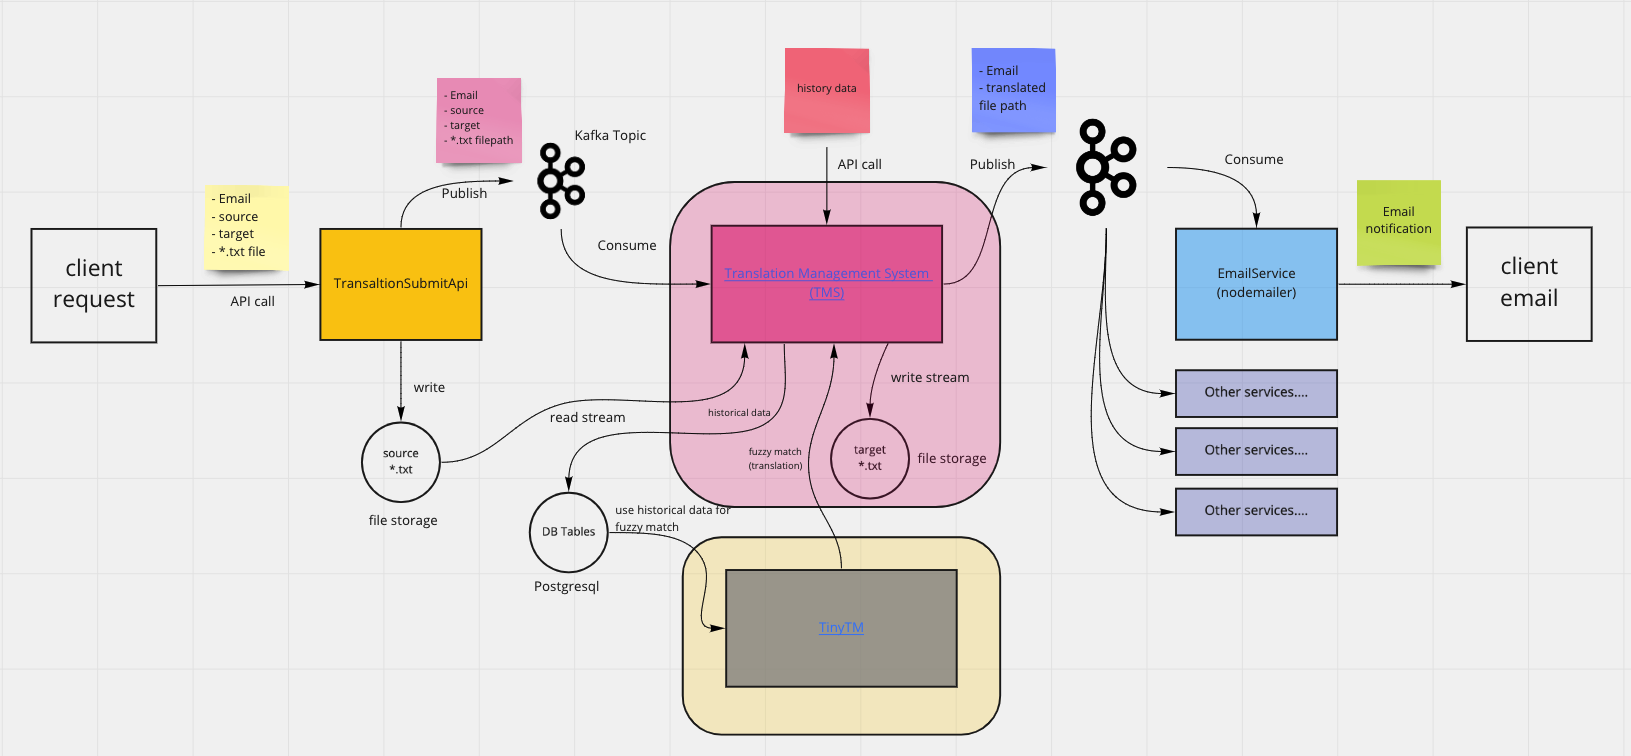 client
request
- Email
- source
- target
- *.txt file
API call
TransaltionSubmitApi
- Email
- source
- target
- *.txt filepath
Publish
Kafka Topic
Consume
write
source
*.txt
file storage
read stream
history data
API call
Translation Management System
(TMS)
historical data
write stream
fuzzy match
(translation)
target
*.txt
file storage
DB Tables
Postgresql
use historical data for
fuzzy match
TinyTM
- Email
- translated
file path
Publish
Consume
EmailService
(nodemailer)
Email
notification
client
email
Other services....
Other services....
Other services....